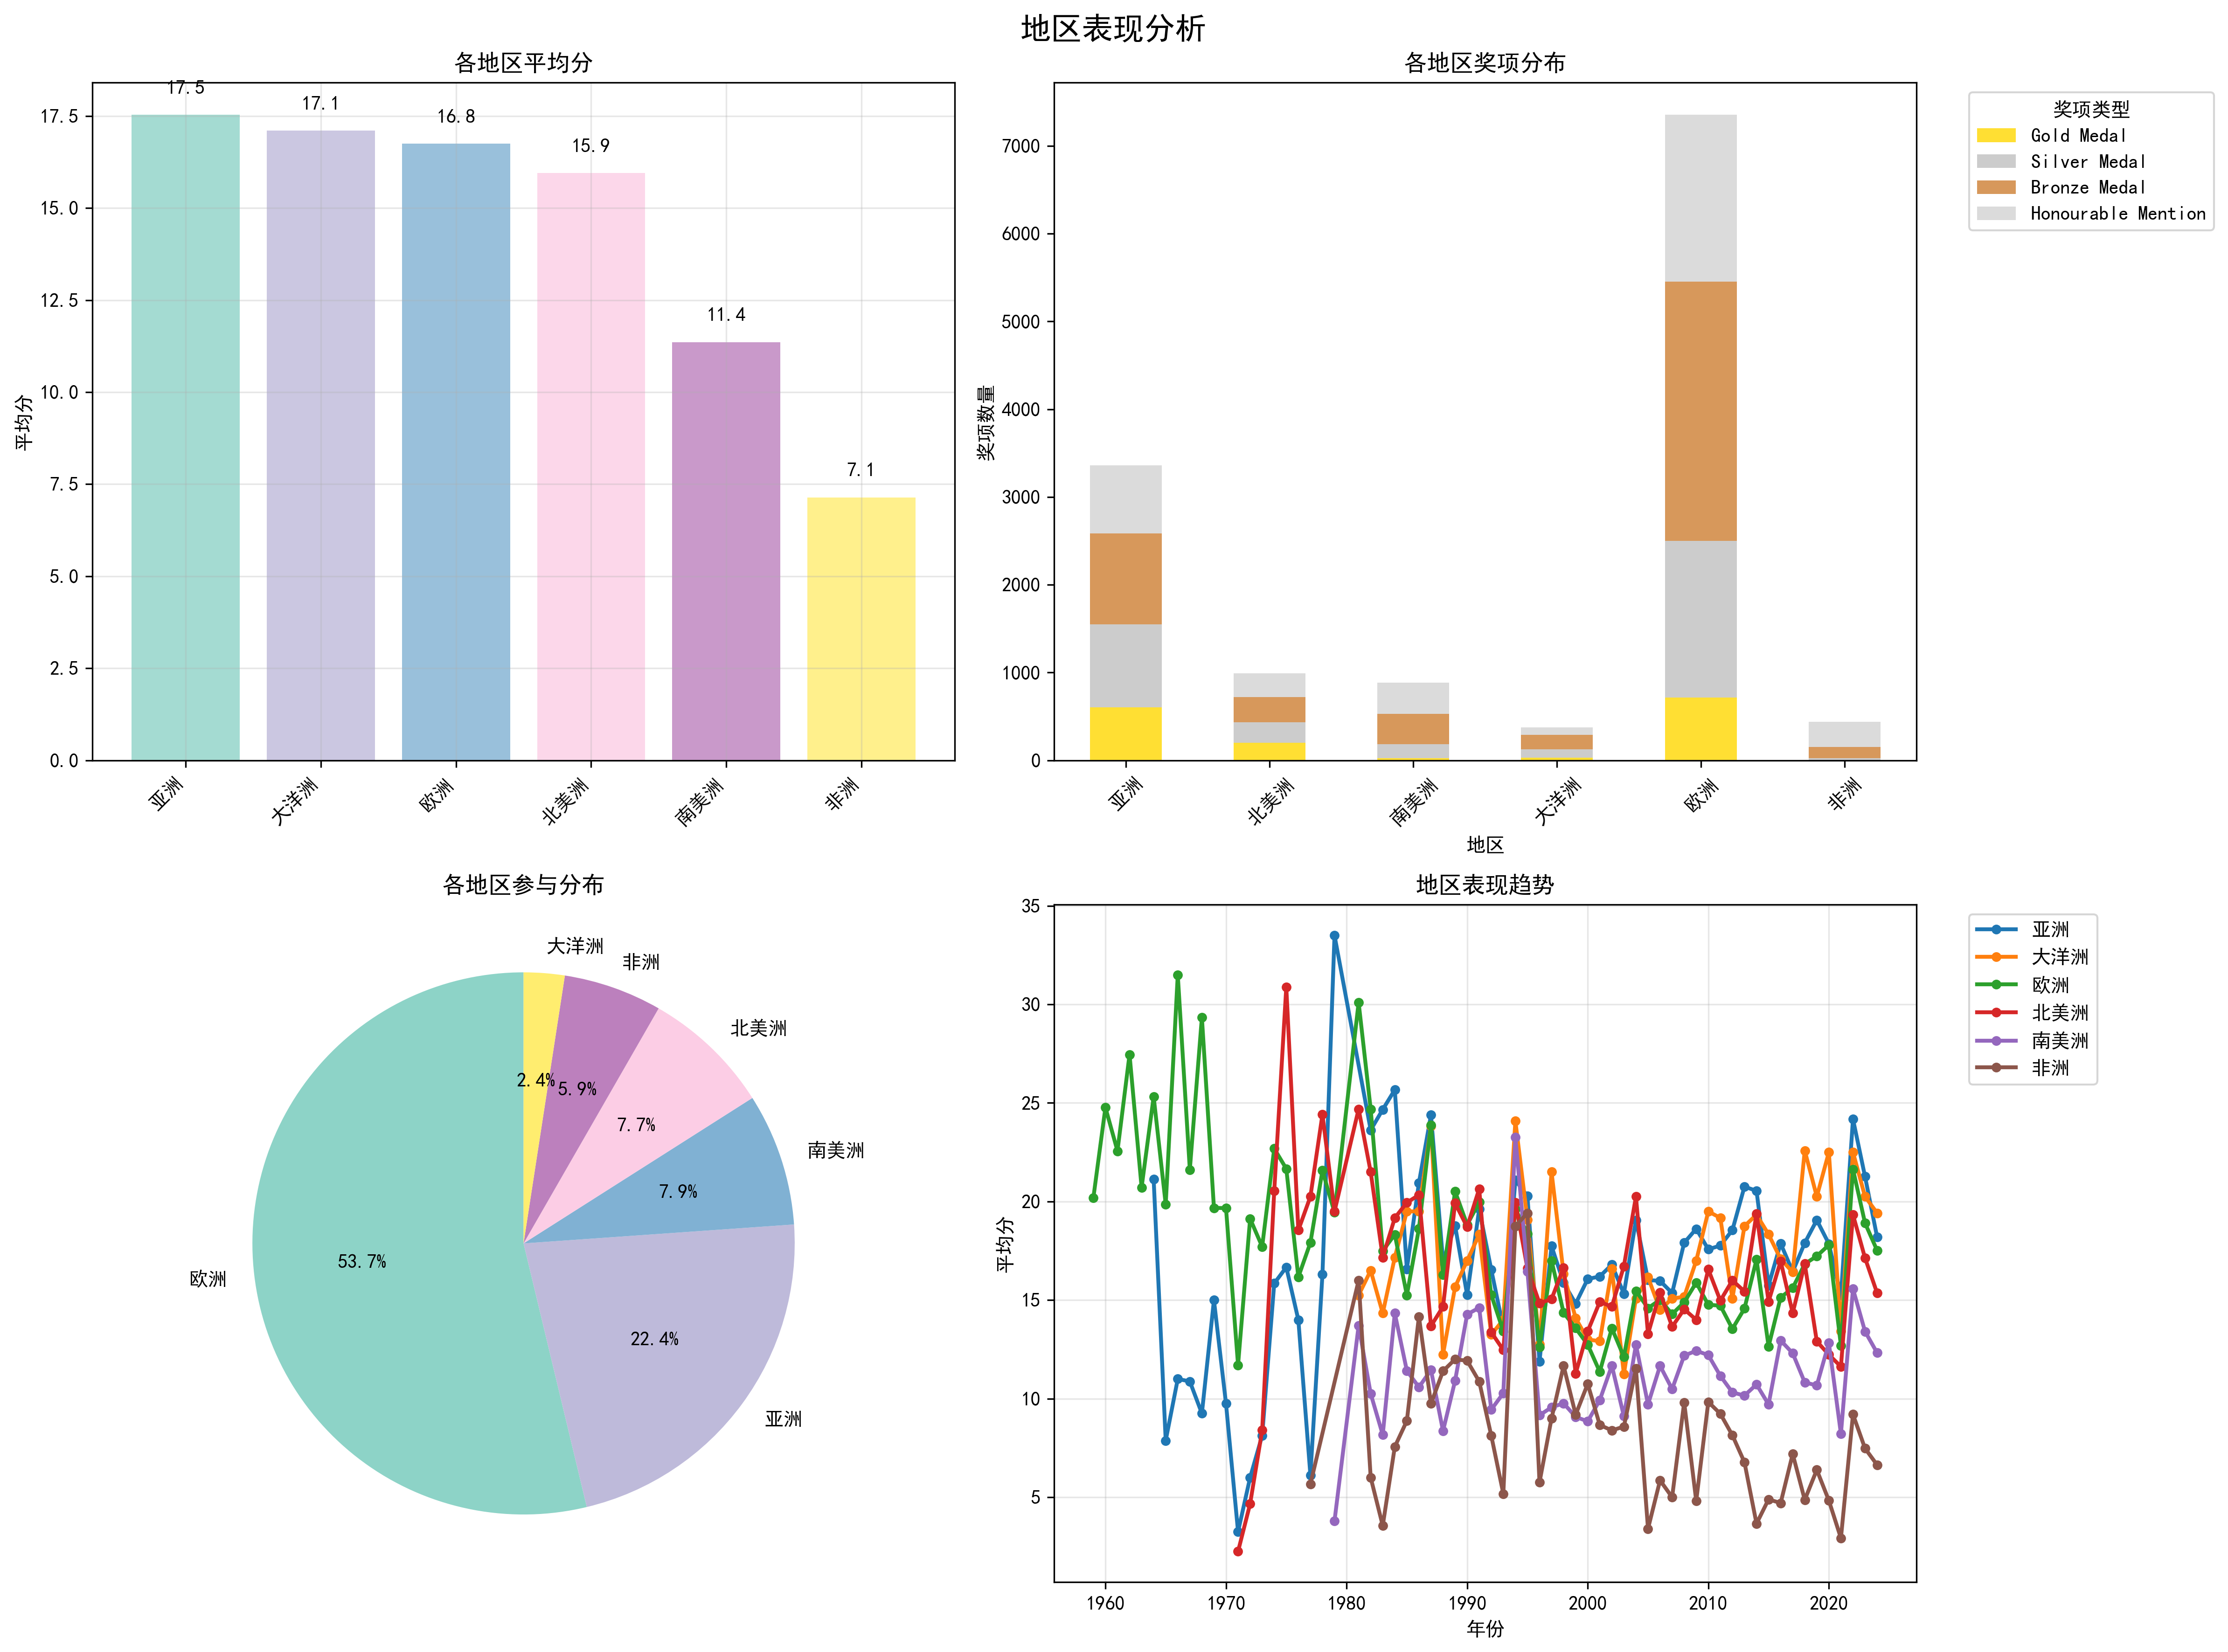 地区表现分析
各地区平均分
17.5
17.1
16.8
15.9
11.4
7.1
17.5
15.0
12.5
10.0
7.5
5.0
2.5
0.0
平均分
亚洲
大洋洲
欧洲
北美洲
南美洲
非洲
各地区奖项分布
7000
6000
5000
4000
3000
2000
1000
0
奖项数量
亚洲
北美洲
南美洲
大洋洲
欧洲
非洲
地区
奖项类型
Gold Medal
Silver Medal
Bronze Medal
Honourable Mention
各地区参与分布
大洋洲
非洲
北美洲
南美洲
亚洲
欧洲
2.4%
5.9%
7.7%
7.9%
22.4%
53.7%
地区表现趋势
35
30
25
20
15
10
5
平均分
1960
1970
1980
1990
2000
2010
2020
年份
亚洲
大洋洲
欧洲
北美洲
南美洲
非洲